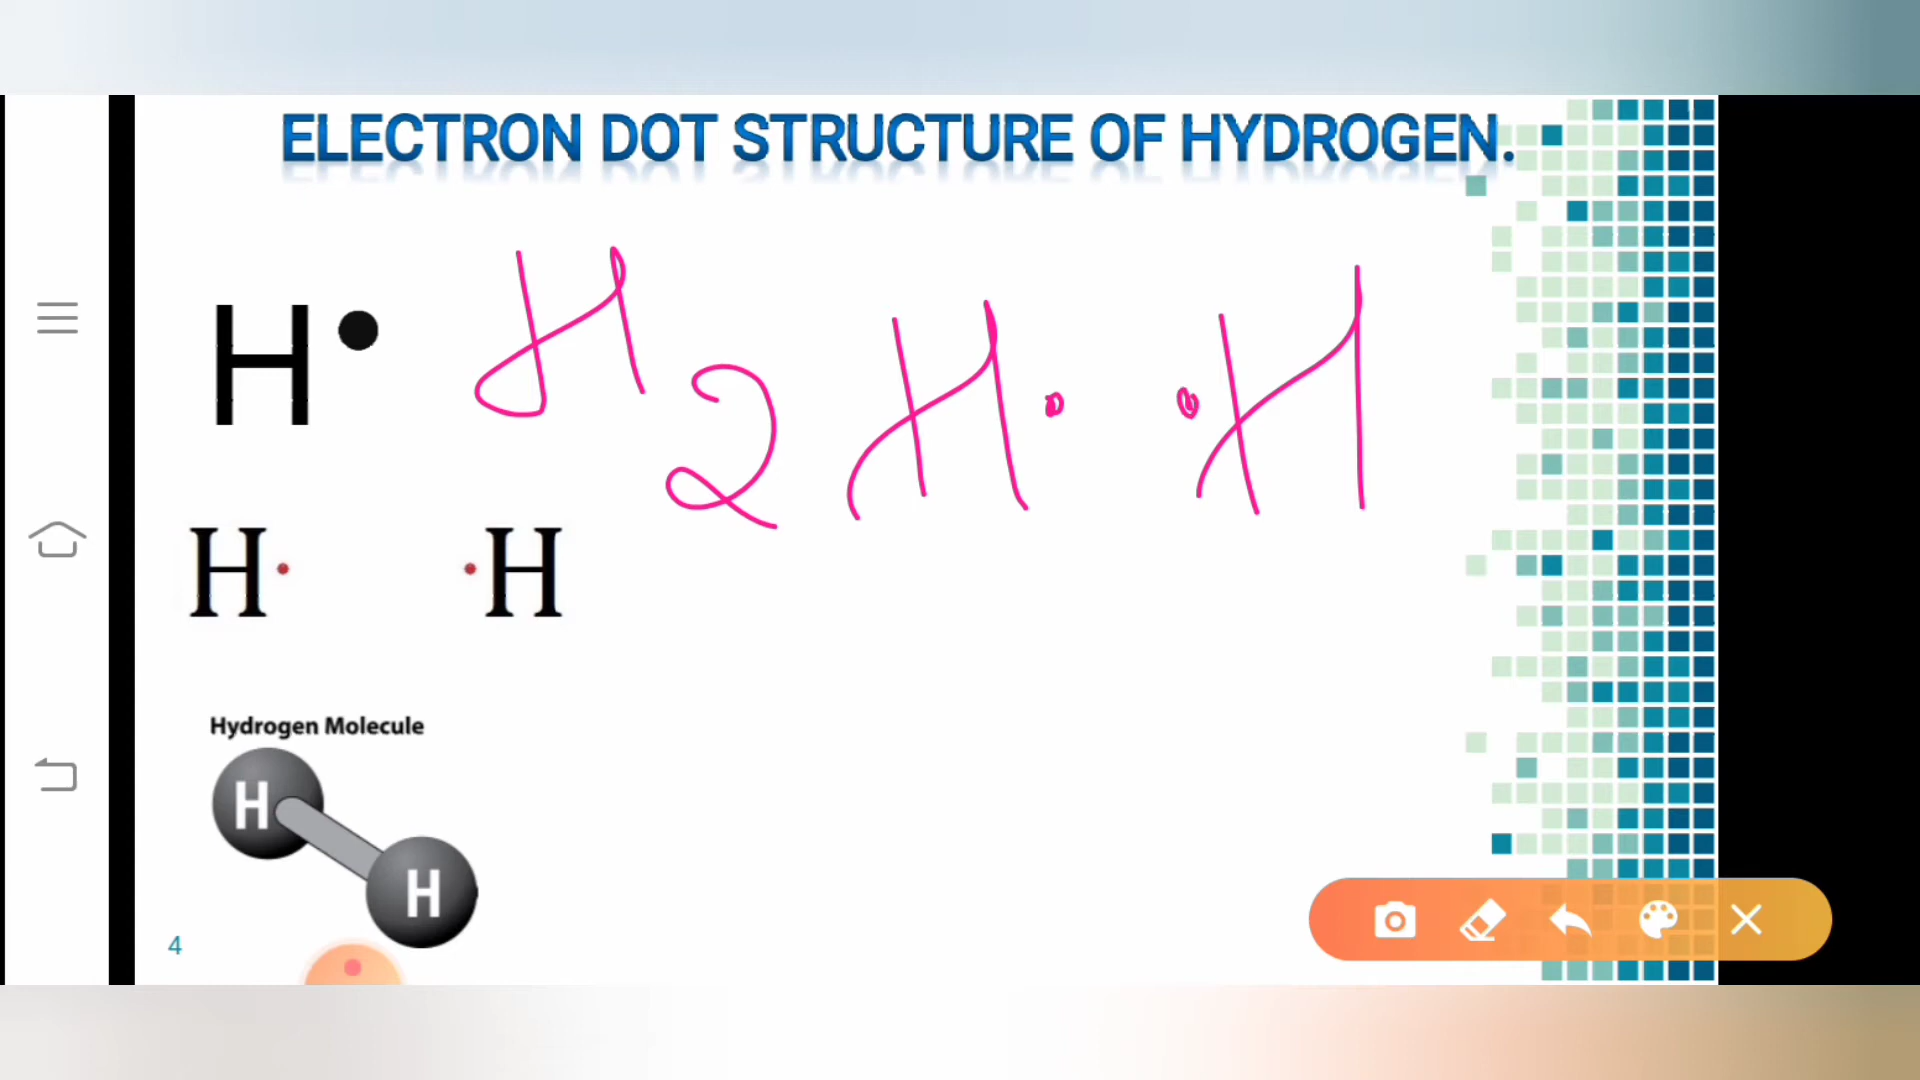 ELECTRON DOT STRUCTURE OF HYDROGEN.
H• H2 H• •H
H• •H
Hydrogen Molecule
H
H
4